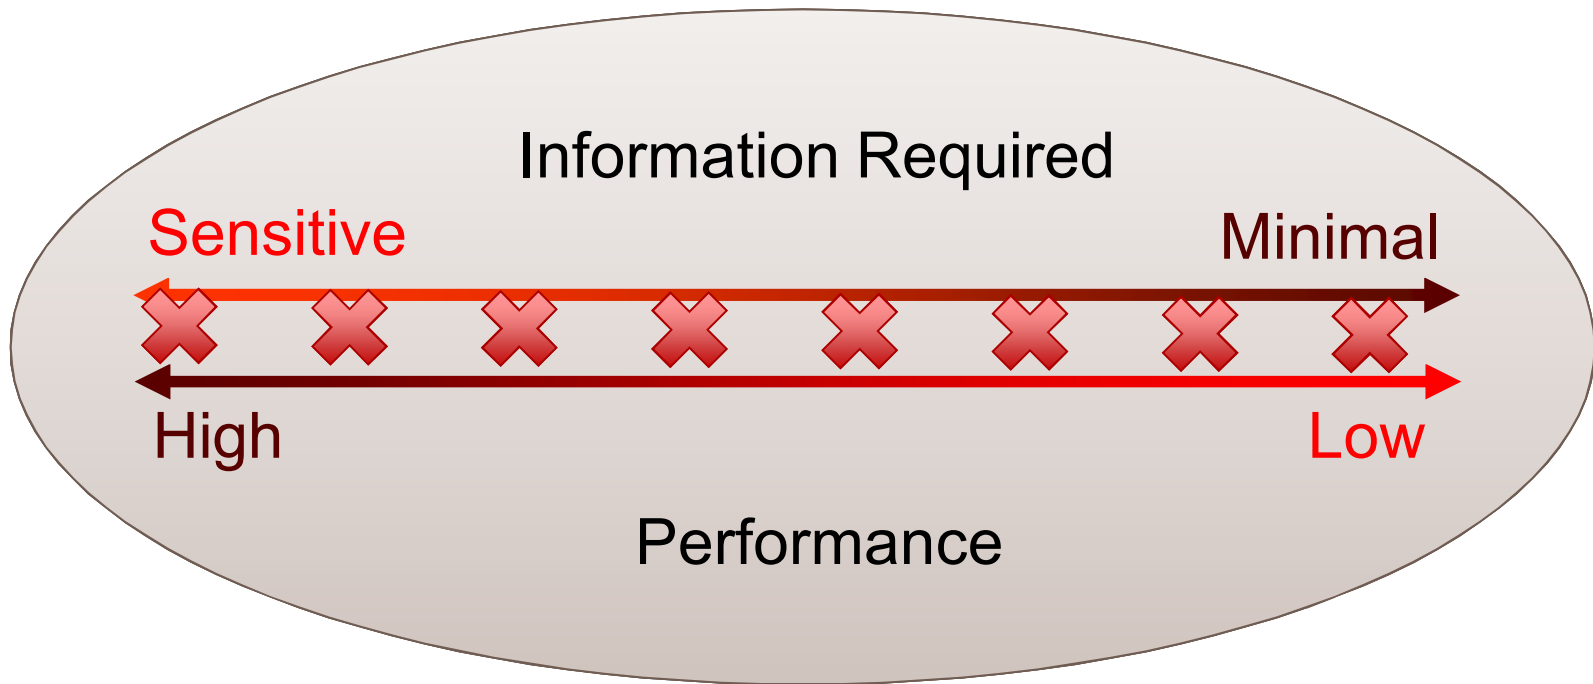 Information Required
Sensitive
Minimal
High
Low
Performance